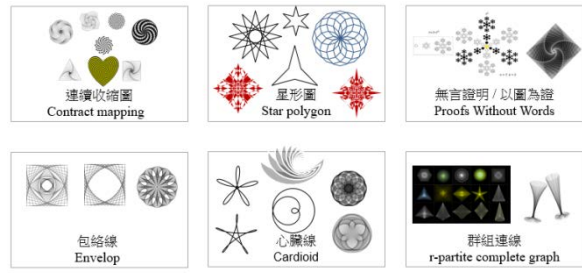 連續收縮圖
Contract mapping
星形圖
Star polygon
無言證明 / 以圖為證
Proofs Without Words
包絡線
Envelop
心臟線
Cardioid
群組連線
r-partite complete graph